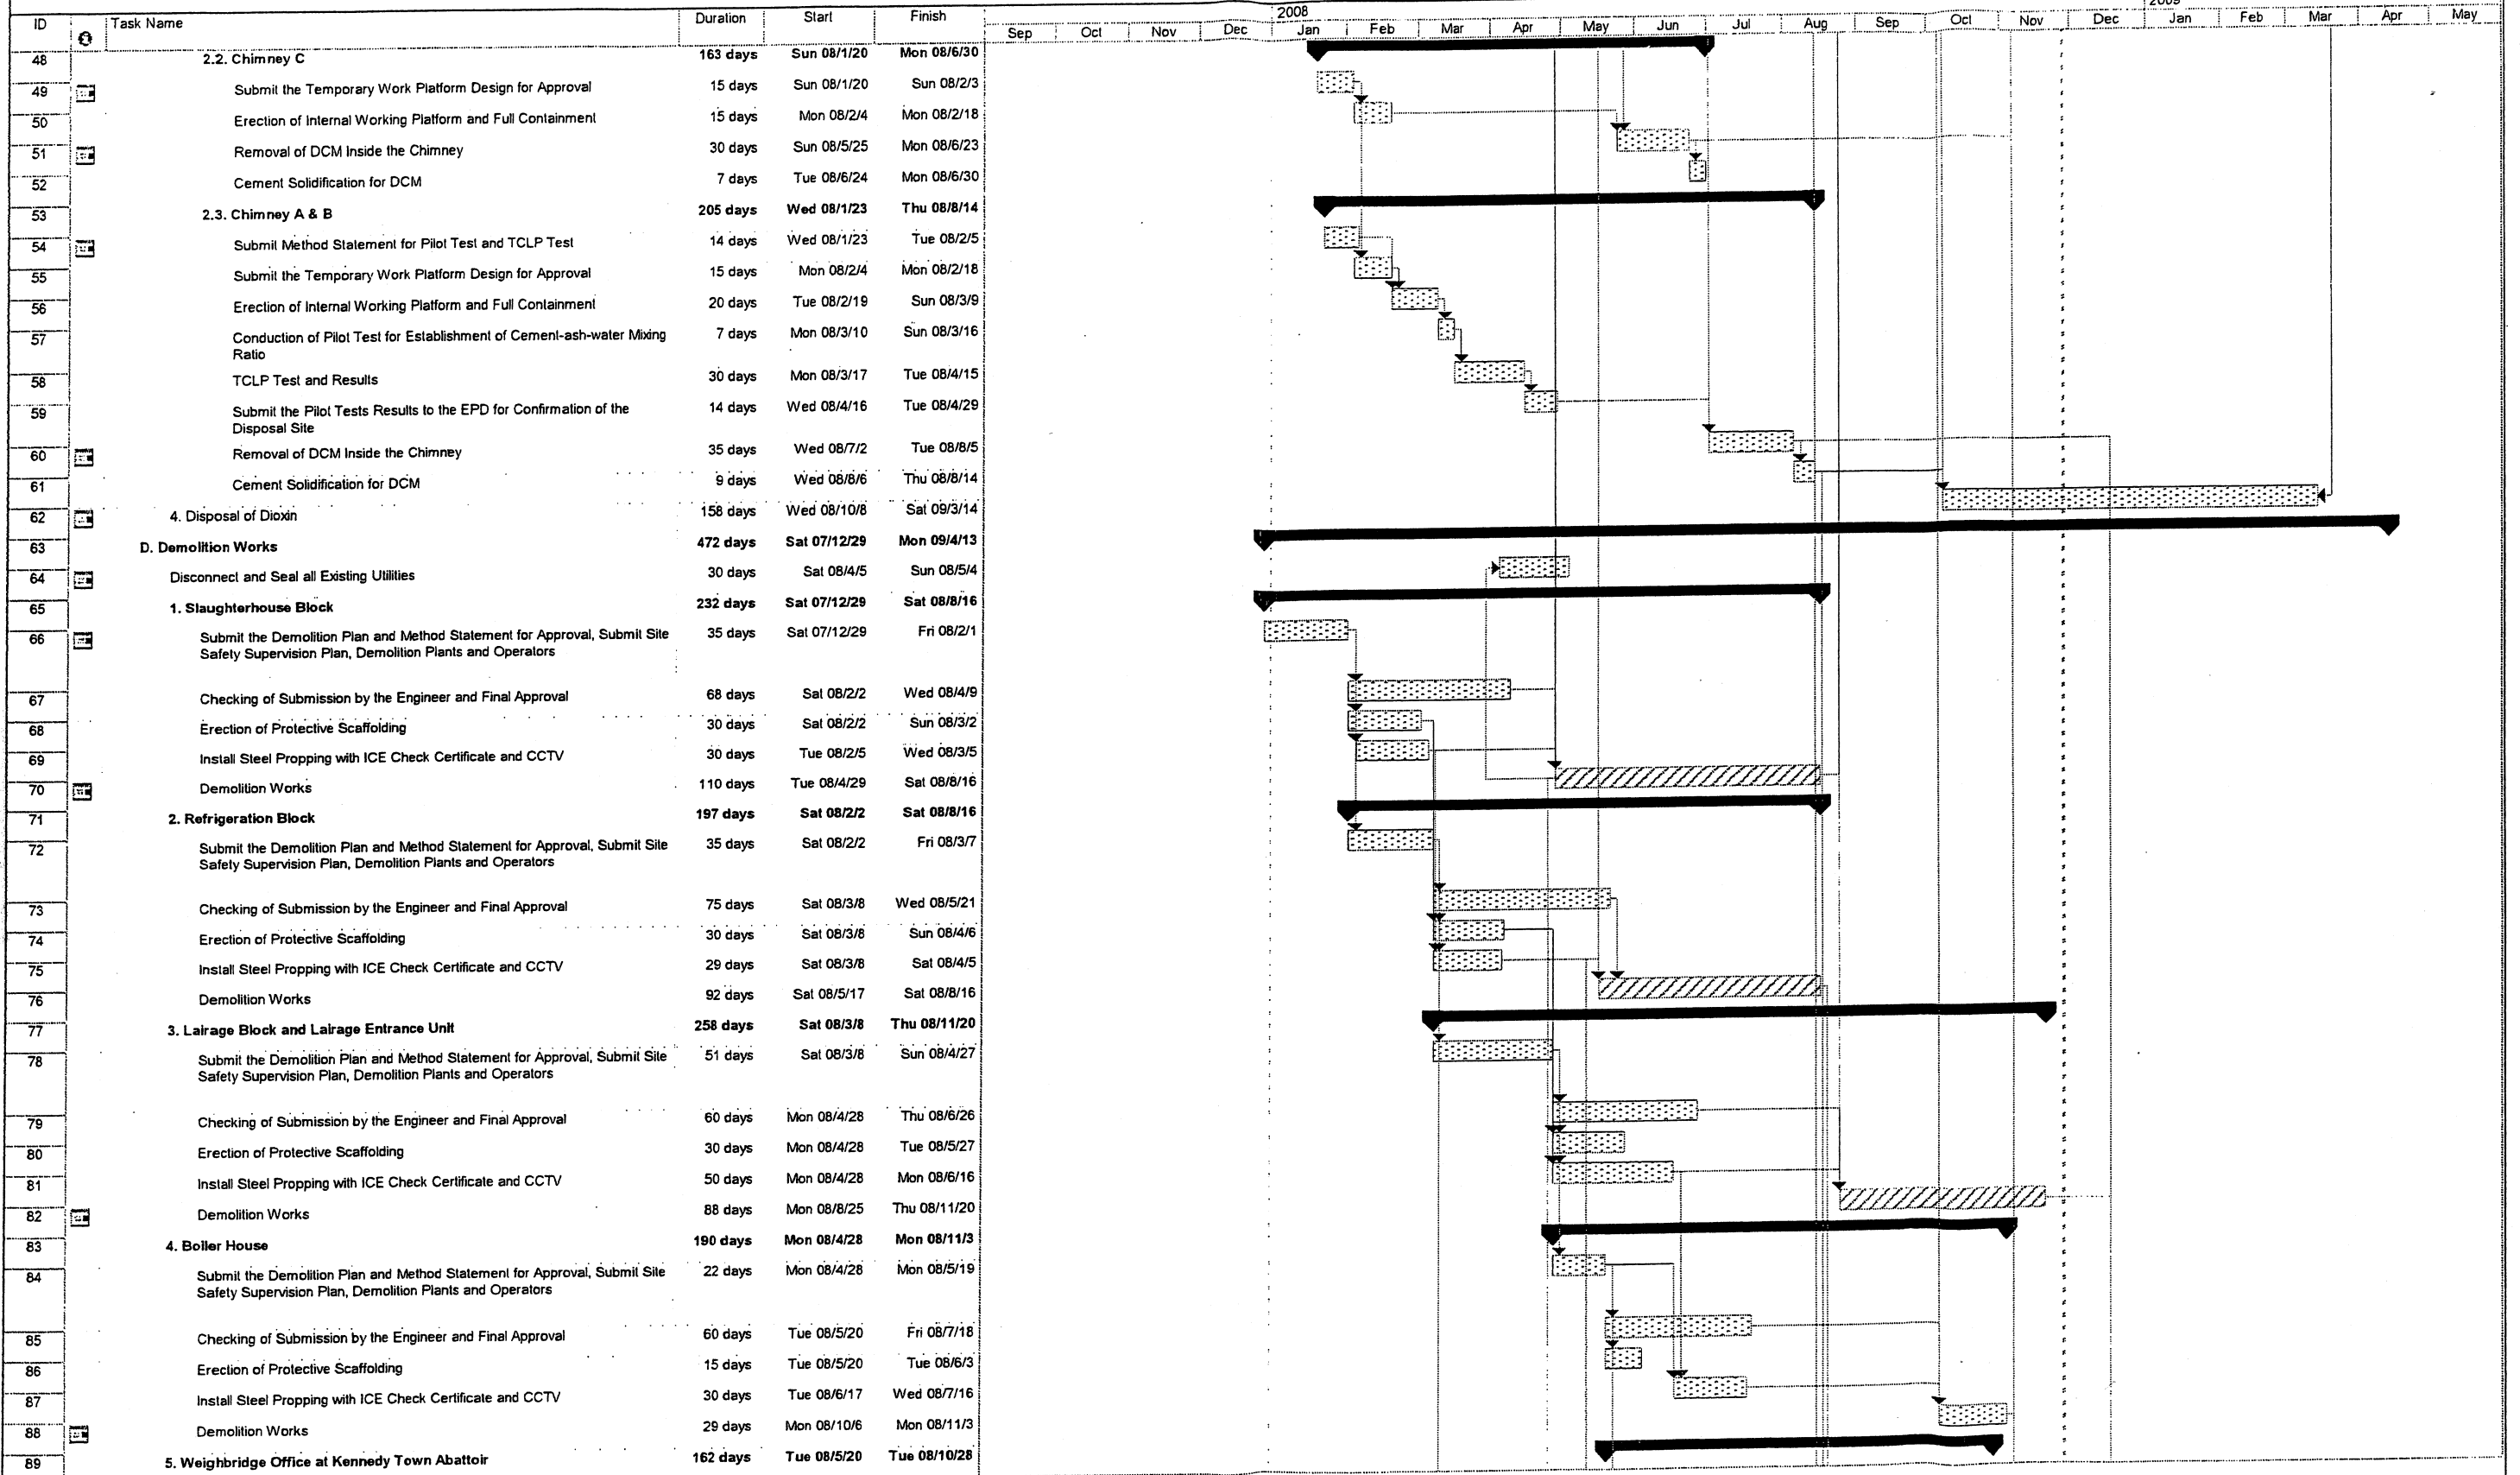 2008
2009
ID Task Name Duration Start Finish Sep Oct Nov Dec Jan Feb Mar Apr May Jun Jul Aug Sep Oct Nov Dec Jan Feb Mar Apr May
48 2.2. Chimney C 163 days Sun 08/1/20 Mon 08/6/30
49 Submit the Temporary Work Platform Design for Approval 15 days Sun 08/1/20 Sun 08/2/3
50 Erection of Internal Working Platform and Full Containment 15 days Mon 08/2/4 Mon 08/2/18
51 Removal of DCM Inside the Chimney 30 days Sun 08/5/25 Mon 08/6/23
52 Cement Solidification for DCM 7 days Tue 08/6/24 Mon 08/6/30
53 2.3. Chimney A & B 205 days Wed 08/1/23 Thu 08/8/14
54 Submit Method Statement for Pilot Test and TCLP Test 14 days Wed 08/1/23 Tue 08/2/5
55 Submit the Temporary Work Platform Design for Approval 15 days Mon 08/2/4 Mon 08/2/18
56 Erection of Internal Working Platform and Full Containment 20 days Tue 08/2/19 Sun 08/3/9
57 Conduction of Pilot Test for Establishment of Cement-ash-water Mixing 7 days Mon 08/3/10 Sun 08/3/16
Ratio
58 TCLP Test and Results 30 days Mon 08/3/17 Tue 08/4/15
59 Submit the Pilot Tests Results to the EPD for Confirmation of the 14 days Wed 08/4/16 Tue 08/4/29
Disposal Site
60 Removal of DCM Inside the Chimney 35 days Wed 08/7/2 Tue 08/8/5
61 Cement Solidification for DCM 9 days Wed 08/8/6 Thu 08/8/14
62 4. Disposal of Dioxin 158 days Wed 08/10/8 Sat 09/3/14
63 D. Demolition Works 472 days Sat 07/12/29 Mon 09/4/13
64 Disconnect and Seal all Existing Utilities 30 days Sat 08/4/5 Sun 08/5/4
65 1. Slaughterhouse Block 232 days Sat 07/12/29 Sat 08/8/16
66 Submit the Demolition Plan and Method Statement for Approval, Submit Site 35 days Sat 07/12/29 Fri 08/2/1
Safety Supervision Plan, Demolition Plants and Operators
67 Checking of Submission by the Engineer and Final Approval 68 days Sat 08/2/2 Wed 08/4/9
68 Erection of Protective Scaffolding 30 days Sat 08/2/2 Sun 08/3/2
69 Install Steel Propping with ICE Check Certificate and CCTV 30 days Tue 08/2/5 Wed 08/3/5
70 Demolition Works 110 days Tue 08/4/29 Sat 08/8/16
71 2. Refrigeration Block 197 days Sat 08/2/2 Sat 08/8/16
72 Submit the Demolition Plan and Method Statement for Approval, Submit Site 35 days Sat 08/2/2 Fri 08/3/7
Safety Supervision Plan, Demolition Plants and Operators
73 Checking of Submission by the Engineer and Final Approval 75 days Sat 08/3/8 Wed 08/5/21
74 Erection of Protective Scaffolding 30 days Sat 08/3/8 Sun 08/4/6
75 Install Steel Propping with ICE Check Certificate and CCTV 29 days Sat 08/3/8 Sat 08/4/5
76 Demolition Works 92 days Sat 08/5/17 Sat 08/8/16
77 3. Lairage Block and Lairage Entrance Unit 258 days Sat 08/3/8 Thu 08/11/20
78 Submit the Demolition Plan and Method Statement for Approval, Submit Site 51 days Sat 08/3/8 Sun 08/4/27
Safety Supervision Plan, Demolition Plants and Operators
79 Checking of Submission by the Engineer and Final Approval 60 days Mon 08/4/28 Thu 08/6/26
80 Erection of Protective Scaffolding 30 days Mon 08/4/28 Tue 08/5/27
81 Install Steel Propping with ICE Check Certificate and CCTV 50 days Mon 08/4/28 Mon 08/6/16
82 Demolition Works 88 days Mon 08/8/25 Thu 08/11/20
83 4. Boiler House 190 days Mon 08/4/28 Mon 08/11/3
84 Submit the Demolition Plan and Method Statement for Approval, Submit Site 22 days Mon 08/4/28 Mon 08/5/19
Safety Supervision Plan, Demolition Plants and Operators
85 Checking of Submission by the Engineer and Final Approval 60 days Tue 08/5/20 Fri 08/7/18
86 Erection of Protective Scaffolding 15 days Tue 08/5/20 Tue 08/6/3
87 Install Steel Propping with ICE Check Certificate and CCTV 30 days Tue 08/6/17 Wed 08/7/16
88 Demolition Works 29 days Mon 08/10/6 Mon 08/11/3
89 5. Weighbridge Office at Kennedy Town Abattoir 162 days Tue 08/5/20 Tue 08/10/28